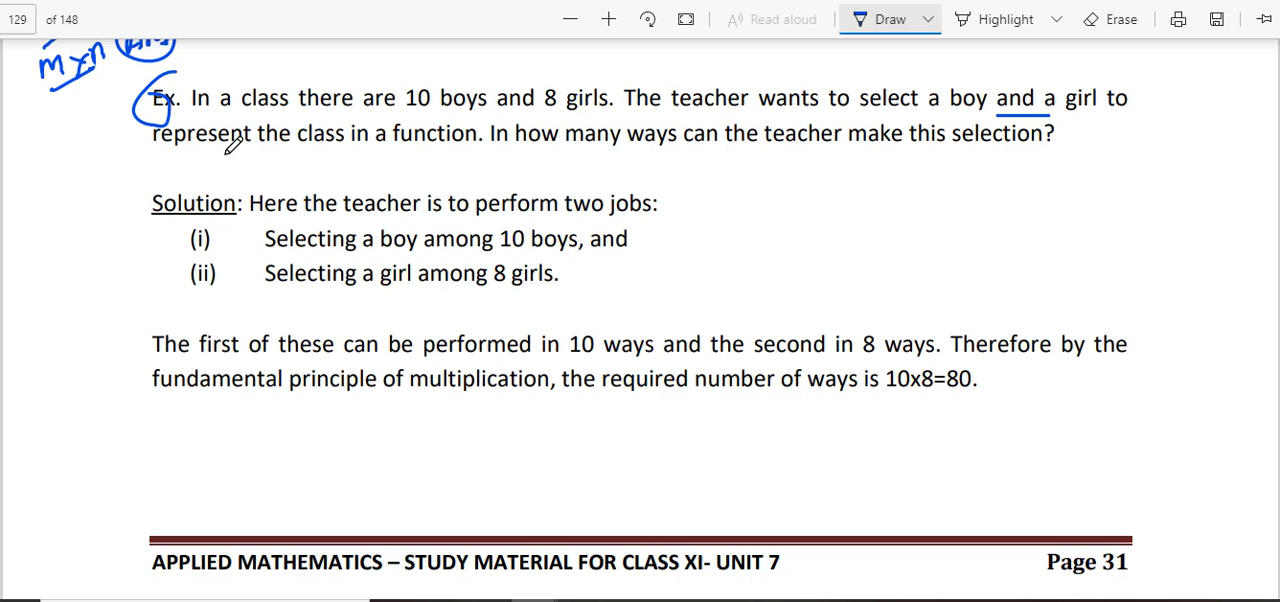 129 of 148 Read aloud Draw Highlight Erase
m x n
Ex. In a class there are 10 boys and 8 girls. The teacher wants to select a boy and a girl to
represent the class in a function. In how many ways can the teacher make this selection?
Solution: Here the teacher is to perform two jobs:
(i) Selecting a boy among 10 boys, and
(ii) Selecting a girl among 8 girls.
The first of these can be performed in 10 ways and the second in 8 ways. Therefore by the
fundamental principle of multiplication, the required number of ways is 10x8=80.
APPLIED MATHEMATICS – STUDY MATERIAL FOR CLASS XI- UNIT 7 Page 31